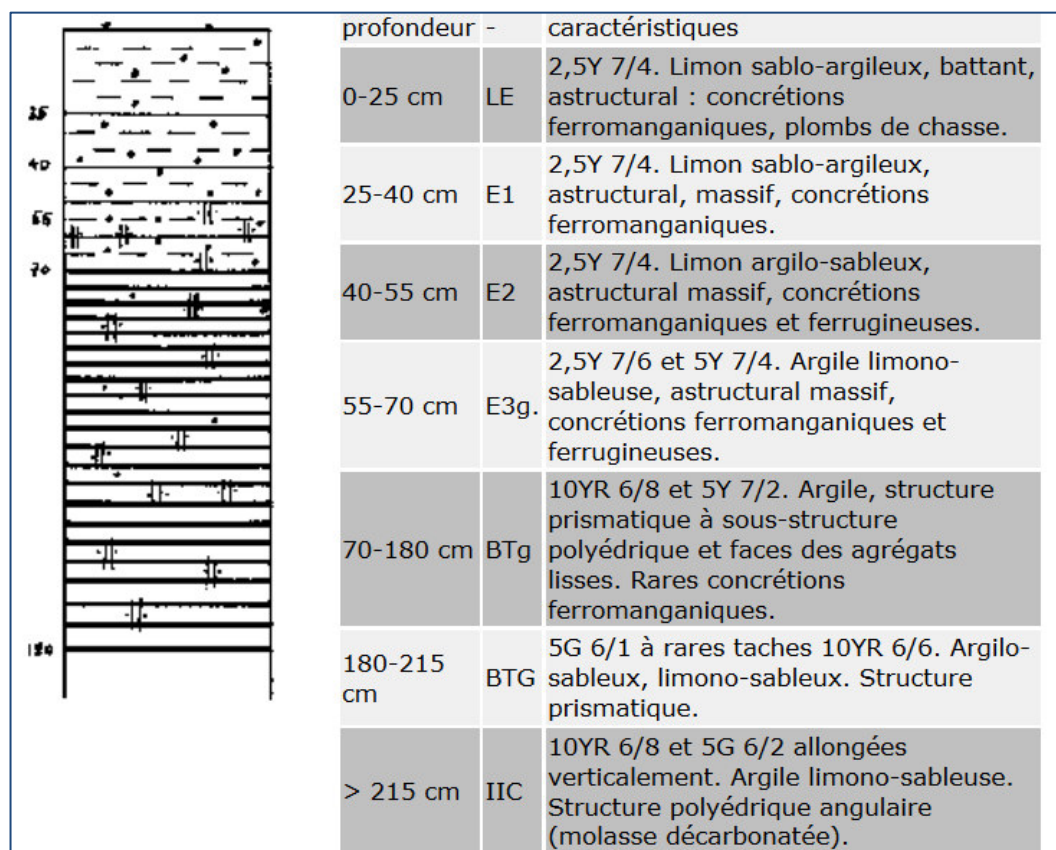 25
40
55
70
180
profondeur - caractéristiques
2,5Y 7/4. Limon sablo-argileux, battant,
0-25 cm LE astructural : concrétions
ferromanganiques, plombs de chasse.
2,5Y 7/4. Limon sablo-argileux,
25-40 cm E1 astructural, massif, concrétions
ferromanganiques.
2,5Y 7/4. Limon argilo-sableux,
40-55 cm E2 astructural massif, concrétions
ferromanganiques et ferrugineuses.
2,5Y 7/6 et 5Y 7/4. Argile limono-
55-70 cm E3g. sableuse, astructural massif,
concrétions ferromanganiques et
ferrugineuses.
10YR 6/8 et 5Y 7/2. Argile, structure
prismatique à sous-structure
70-180 cm BTg polyédrique et faces des agrégats
lisses. Rares concrétions
ferromanganiques.
5G 6/1 à rares taches 10YR 6/6. Argilo-
180-215 cm BTG sableux, limono-sableux. Structure
prismatique.
10YR 6/8 et 5G 6/2 allongées
verticalement. Argile limono-sableuse.
> 215 cm IIC Structure polyédrique angulaire
(molasse décarbonatée).